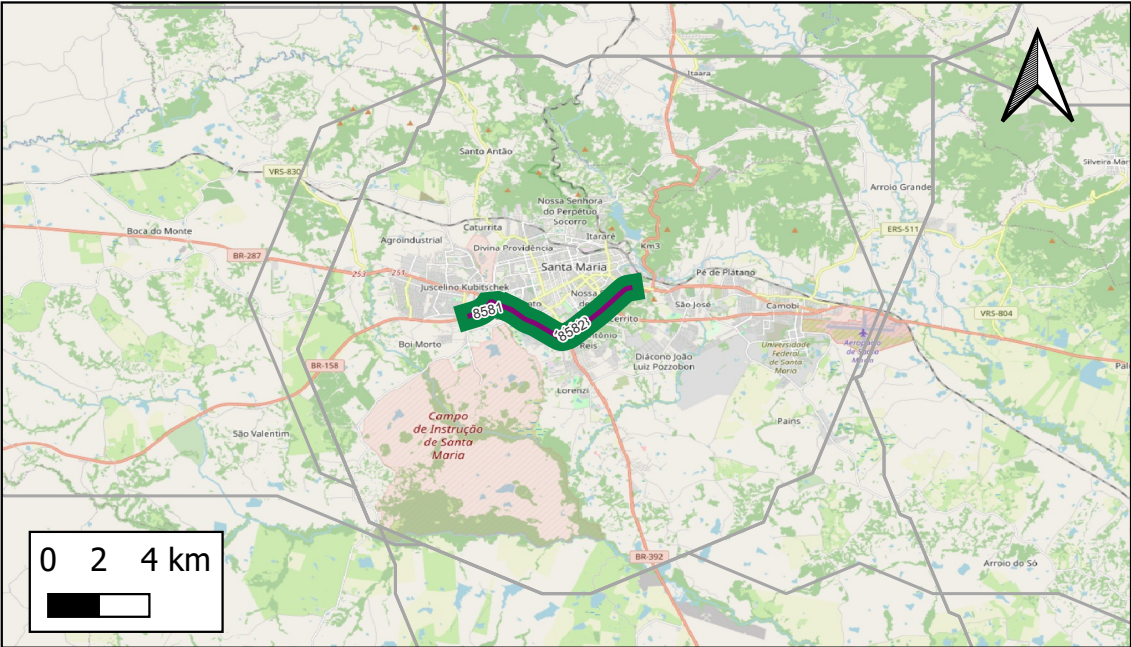 Itaara
Santo Antão
Silveira Mar
VRS-830
Arroio Grande
Nossa Senhora
do Perpétuo
Socorro
Boca do Monte
Caturrita
ERS-511
Itararé
Agroindustrial
Divina Providência
Km3
BR-287
253
251
Santa Maria
Pé de Plátano
Juscelino Kubitschek
Nossa
São José
Camobi
8581
VRS-804
Cerrito
8582
Boi Morto
Reis
Universidade
Federal
de Santa
Maria
Aeroporto
de Santa
Maria
Diácono João
Luiz Pozzobon
BR-158
Lorenzi
Campo
de Instrução
de Santa
Maria
Pains
São Valentim
BR-392
Arroio do Só
0 2 4 km